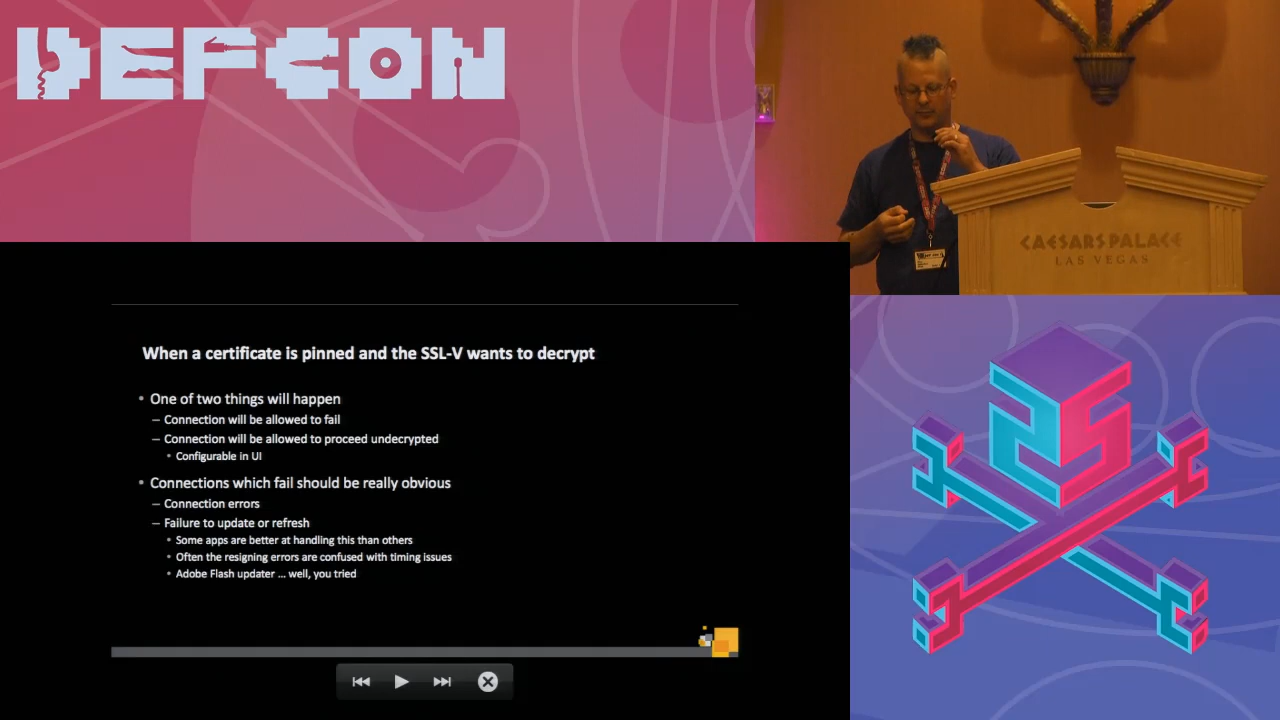 DEFCON
CAESARS PALACE
LAS VEGAS
When a certificate is pinned and the SSL-V wants to decrypt
• One of two things will happen
– Connection will be allowed to fail
– Connection will be allowed to proceed undecrypted
• Configurable in UI
• Connections which fail should be really obvious
– Connection errors
– Failure to update or refresh
• Some apps are better at handling this than others
• Often the resigning errors are confused with timing issues
• Adobe Flash updater ... well, you tried
25